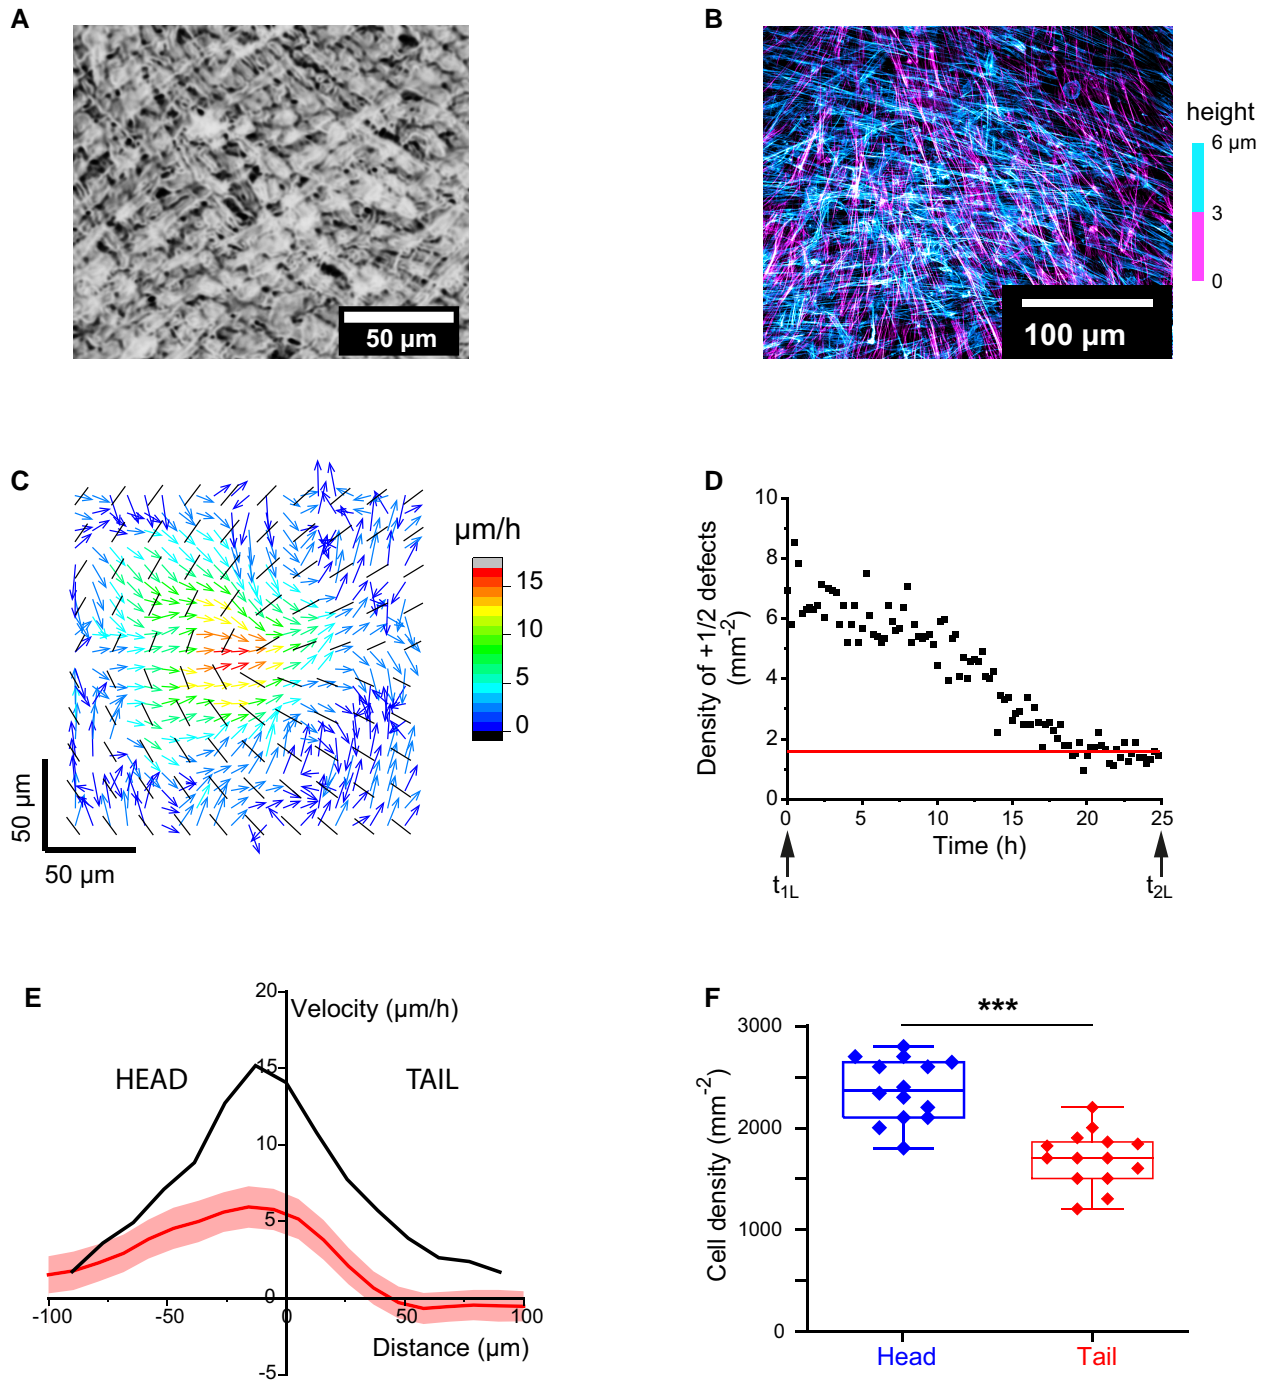 A
50 µm
B
height
6 µm
3
0
100 µm
C
µm/h
15
10
5
0
50 µm
50 µm
D
Density of +1/2 defects
(mm-2)
10
8
6
4
2
0
0 5 10 15 20 25
Time (h)
t1L t2L
E
20
Velocity (µm/h)
15
HEAD TAIL
10
5
0
-100 -50 0 50 100
Distance (µm)
-5
F
***
Cell density (mm-2)
3000
2000
1000
0
Head Tail